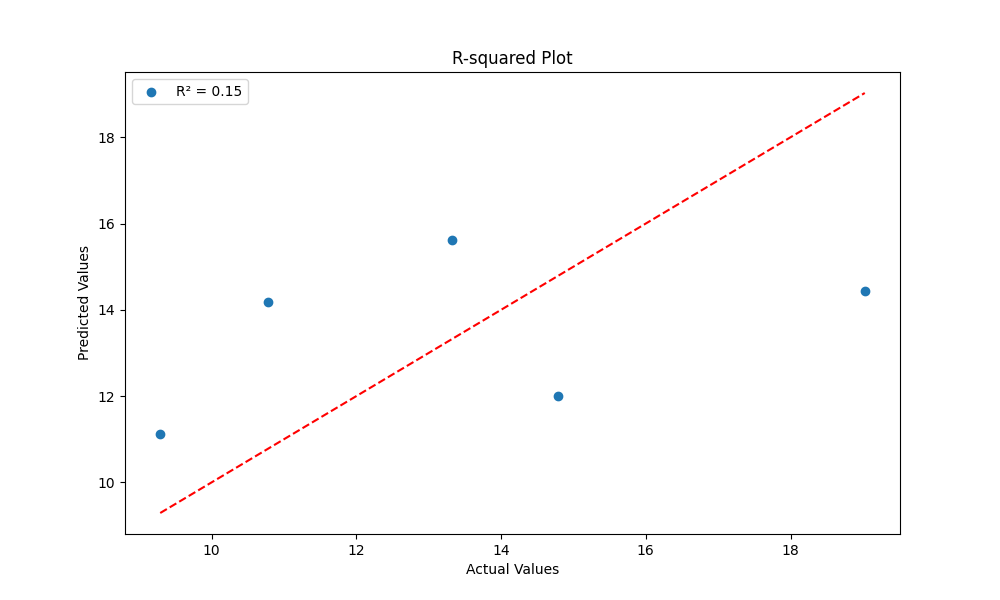 R-squared Plot
R² = 0.15
18
16
14
12
10
Predicted Values
10 12 14 16 18
Actual Values